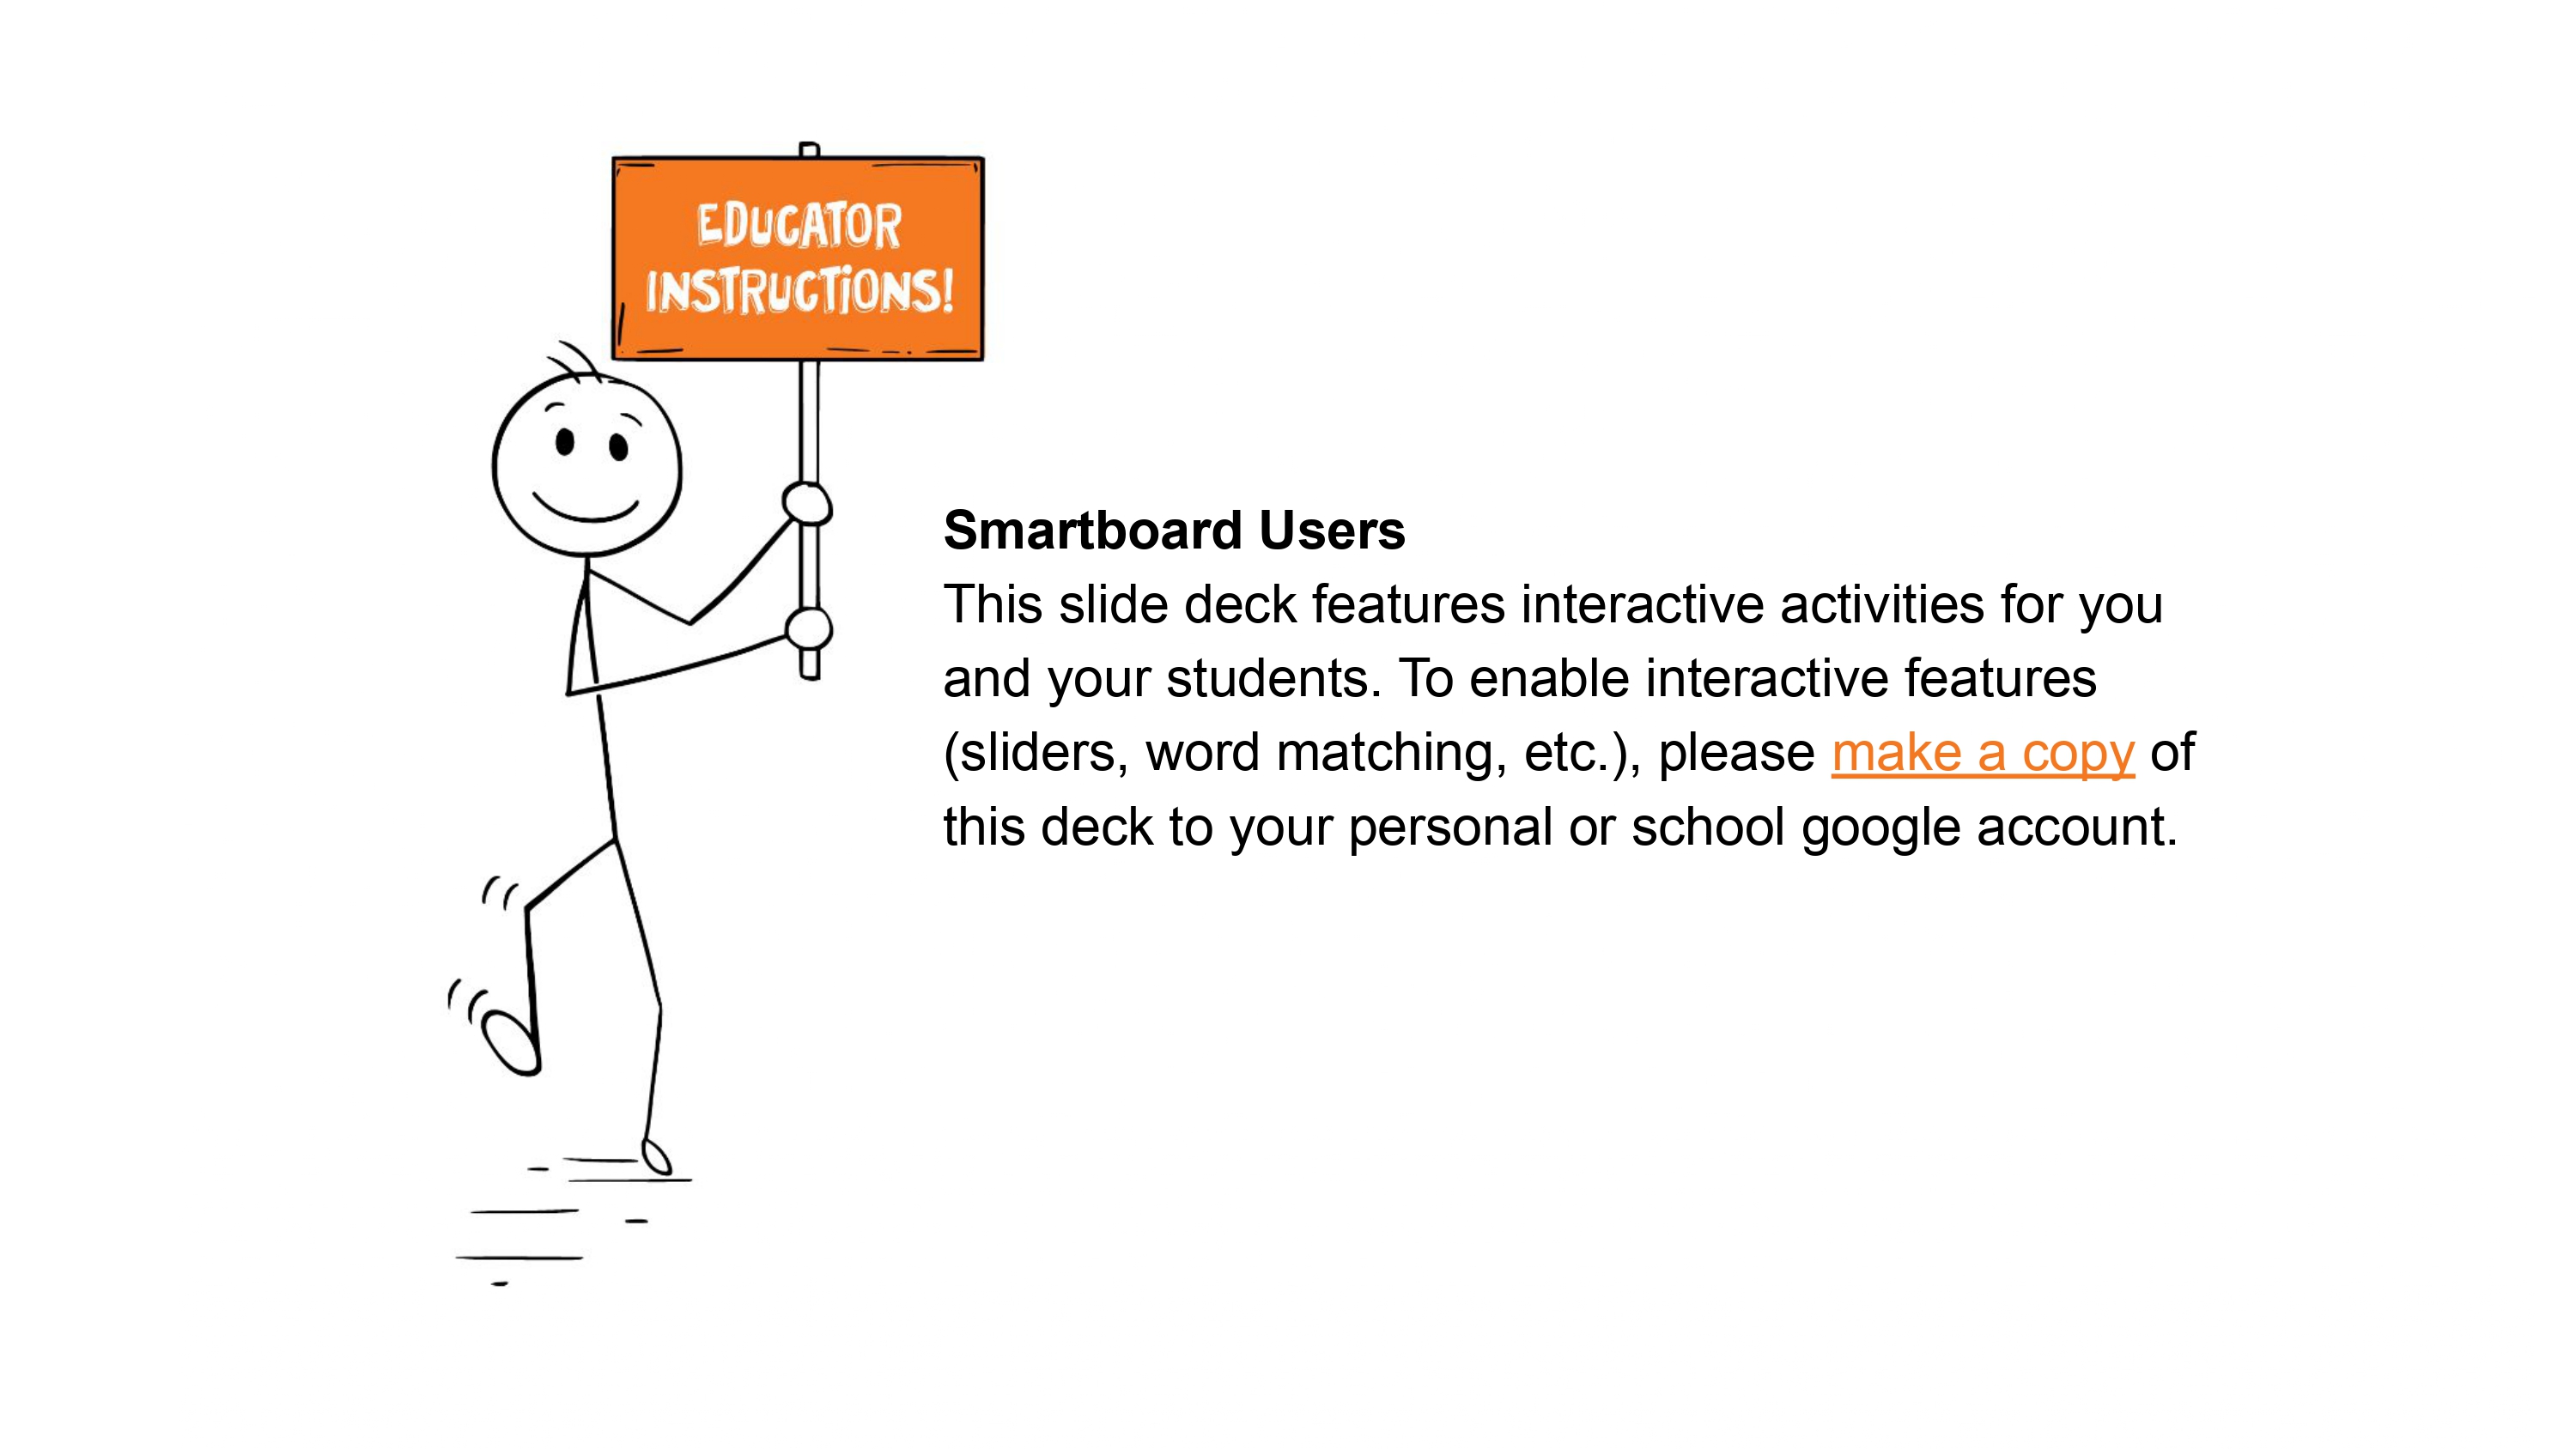 EDUCATOR
INSTRUCTIONS!
Smartboard Users
This slide deck features interactive activities for you
and your students. To enable interactive features
(sliders, word matching, etc.), please make a copy of
this deck to your personal or school google account.